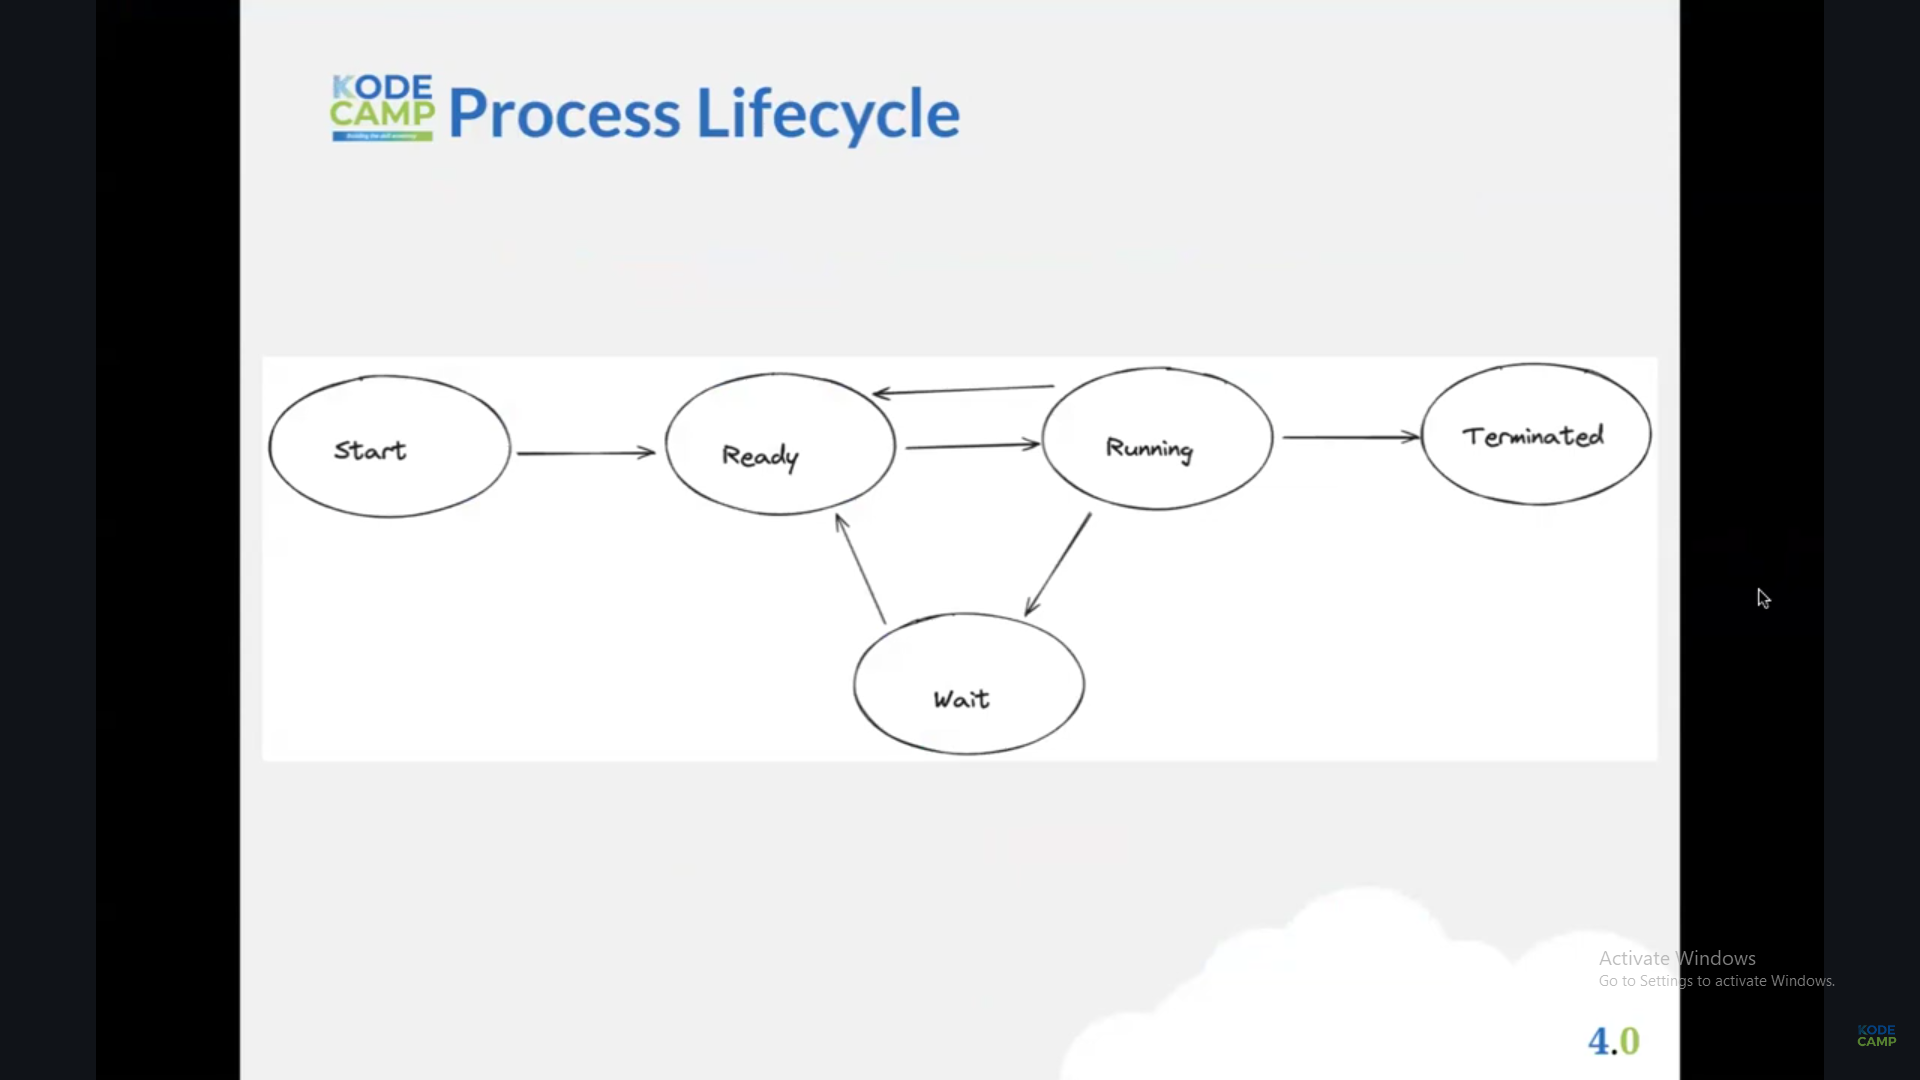 KODE
CAMP
Process Lifecycle
Start
Ready
Running
Terminated
Wait
Activate Windows
Go to Settings to activate Windows.
4.0
KODE
CAMP